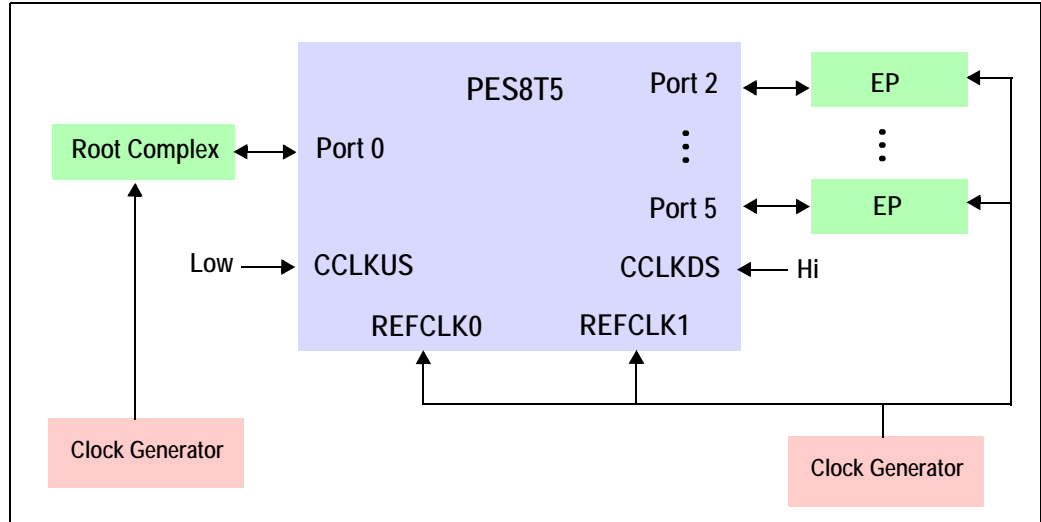 PES8T5
Port 2
EP
Root Complex
Port 0
Port 5
EP
Low
CCLKUS
CCLKDS
Hi
REFCLK0
REFCLK1
Clock Generator
Clock Generator